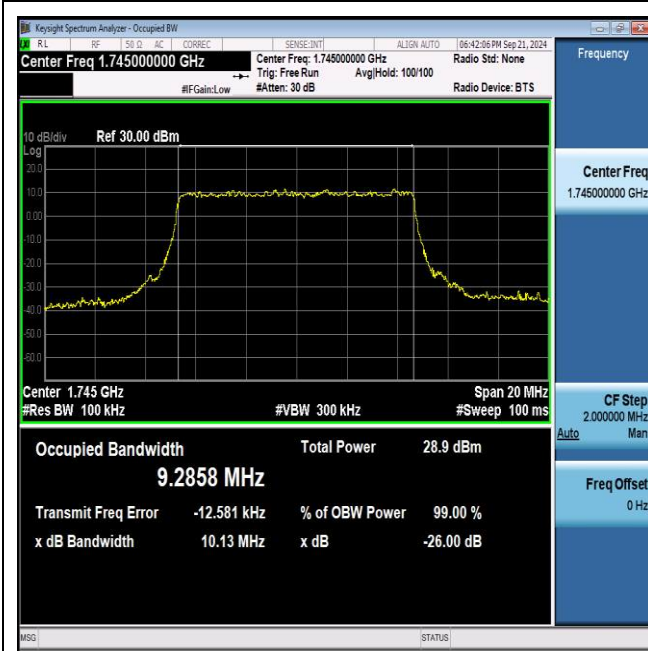 Keysight Spectrum Analyzer - Occupied BW
RL RF 50 Ω AC CORREC SENSE:INT ALIGN AUTO 06:42:06 PM Sep 21, 2024
Center Freq 1.745000000 GHz
Center Freq: 1.745000000 GHz
Radio Std: None
Trig: Free Run Avg|Hold: 100/100
#IFGain:Low #Atten: 30 dB Radio Device: BTS
10 dB/div Ref 30.00 dBm
Log
20.0
10.0
0.00
-10.0
-20.0
-30.0
-40.0
-50.0
-60.0
Center 1.745 GHz Span 20 MHz
#Res BW 100 kHz #VBW 300 kHz #Sweep 100 ms
Occupied Bandwidth Total Power 28.9 dBm
9.2858 MHz
Transmit Freq Error -12.581 kHz % of OBW Power 99.00 %
x dB Bandwidth 10.13 MHz x dB -26.00 dB
MSG STATUS
Frequency
Center Freq
1.745000000 GHz
CF Step
2.000000 MHz
Auto Man
Freq Offset
0 Hz